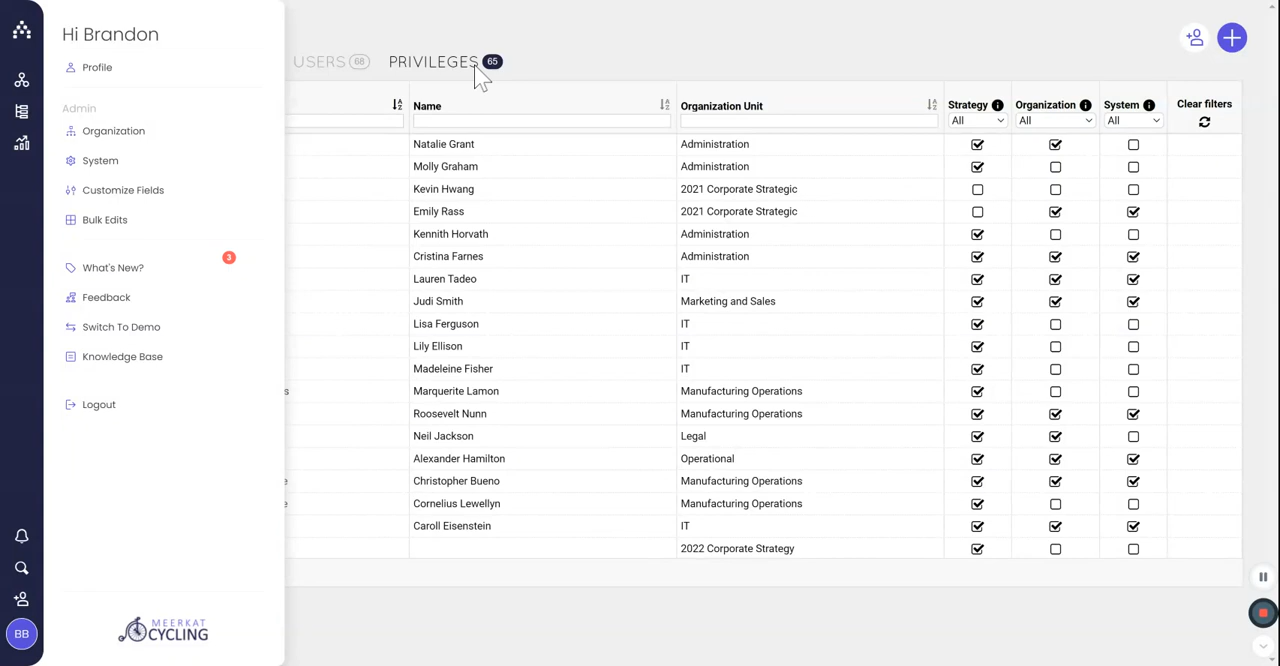 Hi Brandon
Profile
Admin
Organization
System
Customize Fields
Bulk Edits
What's New? 3
Feedback
Switch To Demo
Knowledge Base
Logout
MEERKAT
CYCLING
BB
USERS 68 PRIVILEGES 65
Name Organization Unit Strategy Organization System Clear filters
All All All
Natalie Grant Administration
Molly Graham Administration
Kevin Hwang 2021 Corporate Strategic
Emily Rass 2021 Corporate Strategic
Kennith Horvath Administration
Cristina Farnes Administration
Lauren Tadeo IT
Judi Smith Marketing and Sales
Lisa Ferguson IT
Lily Ellison IT
Madeleine Fisher IT
s Marquerite Lamon Manufacturing Operations
Roosevelt Nunn Manufacturing Operations
Neil Jackson Legal
Alexander Hamilton Operational
e Christopher Bueno Manufacturing Operations
e Cornelius Lewellyn Manufacturing Operations
Caroll Eisenstein IT
2022 Corporate Strategy